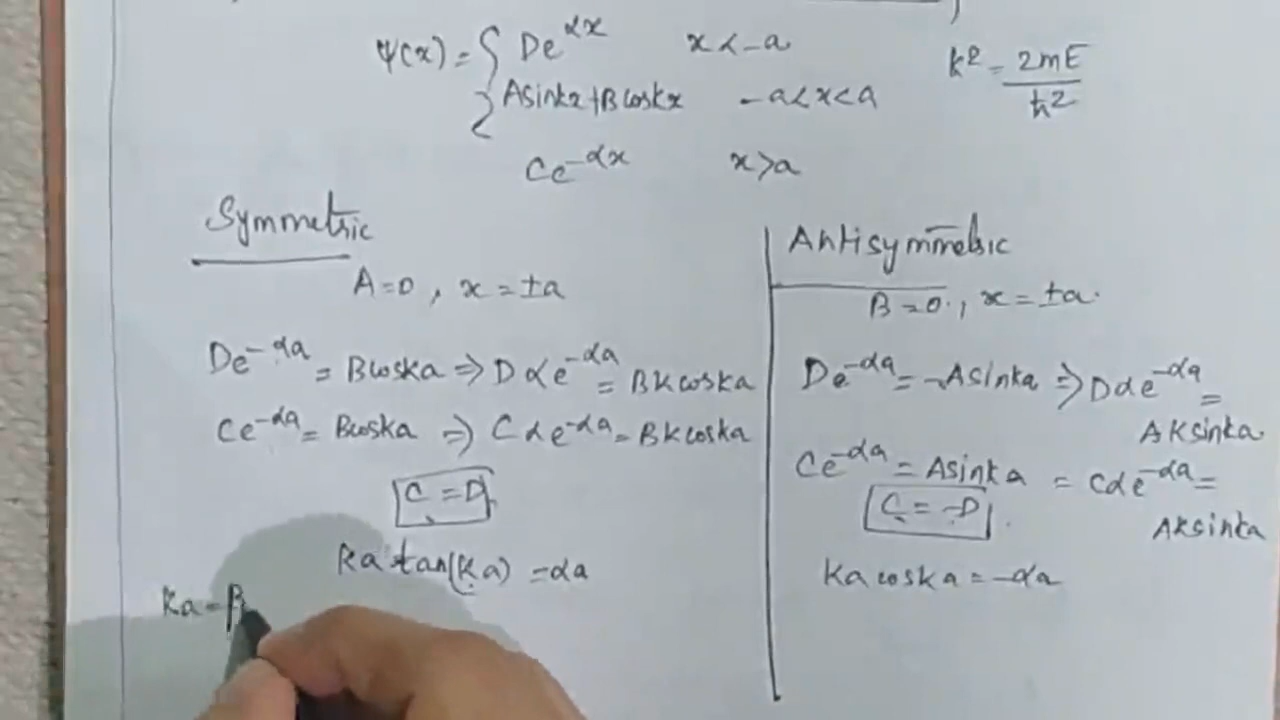 ψ(x) = { De^αx   x < -a
Asinkx + Bcoskx   -a < x < a
Ce^-αx   x > a
k² = 2mE / ħ²
Symmetric
A = 0 , x = ±a
De^-αa = Bcoska ⇒ Dαe^-αa = BKcoska
Ce^-αa = Bcoska ⇒ Cαe^-αa = BKcoska
C = D
Ka tan(Ka) = αa
Ka = β
Antisymmetric
B = 0 , x = ±a
De^-αa = -Asinka ⇒ Dαe^-αa =
AKsinka
Ce^-αa = Asinka = Cαe^-αa =
AKsinka
C = -D
Ka coska = -αa